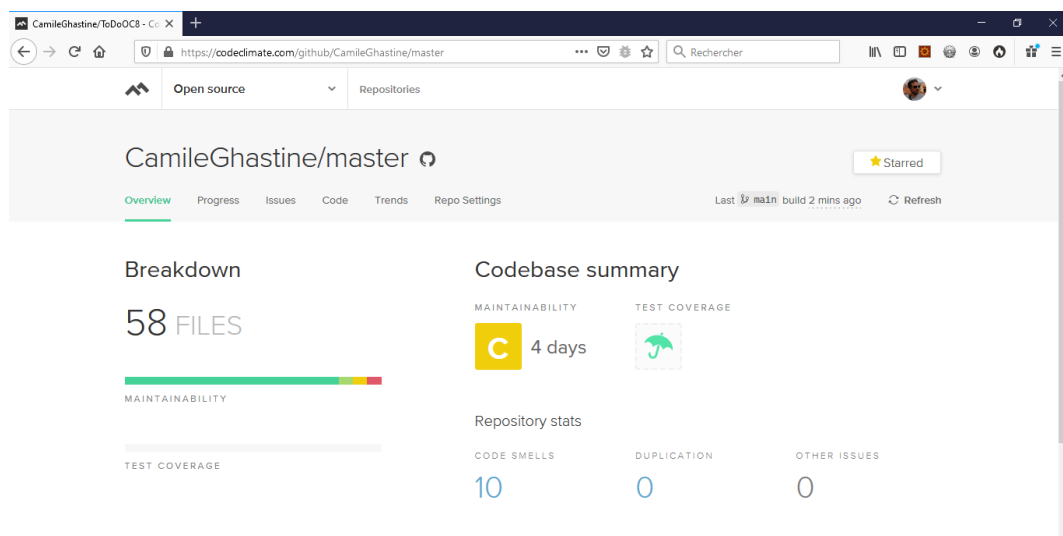 CamileGhastine/ToDoOC8 - Co
https://codeclimate.com/github/CamileGhastine/master
Rechercher
Open source
Repositories
CamileGhastine/master
Starred
Overview Progress Issues Code Trends Repo Settings
Last main build 2 mins ago Refresh
Breakdown
58 FILES
MAINTAINABILITY
TEST COVERAGE
Codebase summary
MAINTAINABILITY TEST COVERAGE
C 4 days
Repository stats
CODE SMELLS DUPLICATION OTHER ISSUES
10 0 0